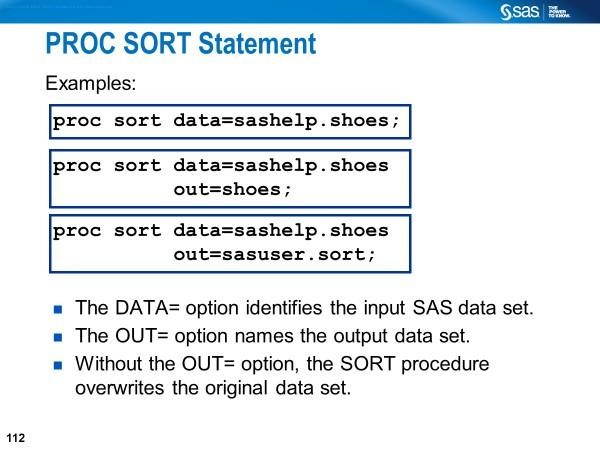 sas
THE
POWER
TO KNOW.
PROC SORT Statement
Examples:
proc sort data=sashelp.shoes;
proc sort data=sashelp.shoes
out=shoes;
proc sort data=sashelp.shoes
out=sasuser.sort;
The DATA= option identifies the input SAS data set.
The OUT= option names the output data set.
Without the OUT= option, the SORT procedure
overwrites the original data set.
112